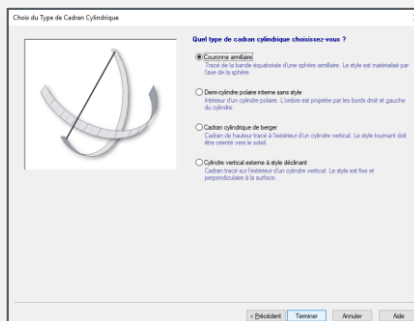 Choix du Type de Cadran Cylindrique
Quel type de cadran cylindrique choisissez-vous ?
Couronne armillaire
Tracé de la bande équatoriale d'une sphère armillaire. Le style est matérialisé par
l'axe de la sphère.
Demi-cylindre polaire interne sans style
Intérieur d'un cylindre polaire. L'ombre est projetée par les bords droit et gauche
du cylindre.
Cadran cylindrique de berger
Cadran de hauteur tracé à l'extérieur d'un cylindre vertical. Le style tournant doit
être orienté vers le soleil.
Cylindre vertical externe à style déclinant
Cadran tracé sur l'extérieur d'un cylindre vertical. Le style est fixe et
perpendiculaire à la surface.
< Précédent
Terminer
Annuler
Aide